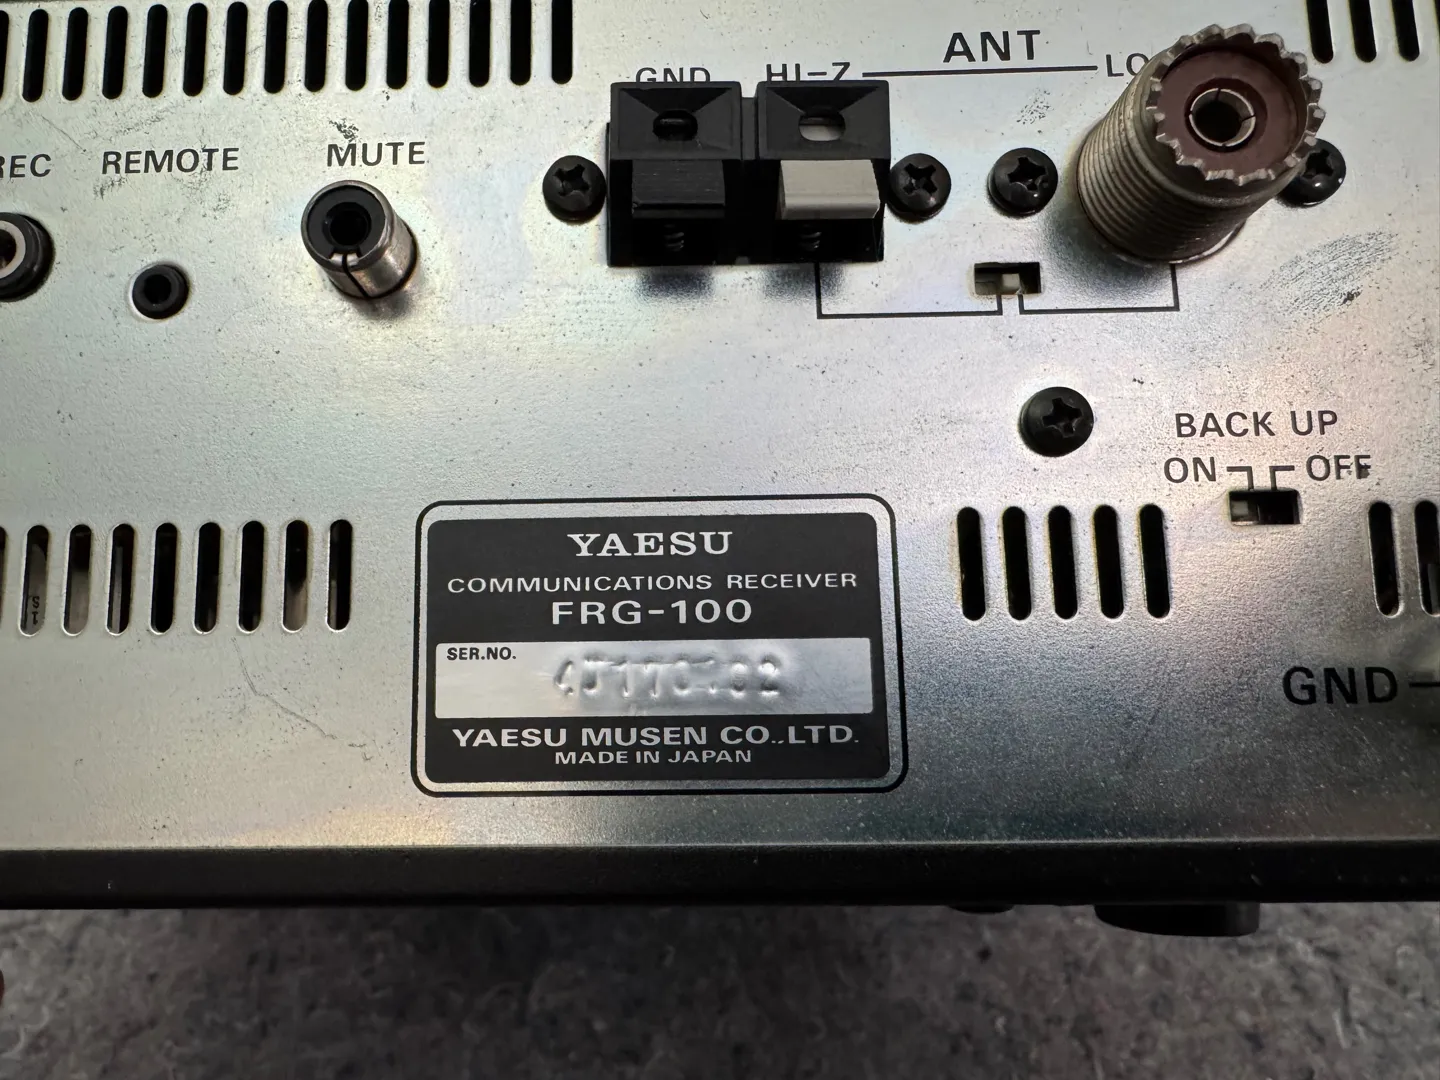 ANT
GND HI-Z
REC REMOTE MUTE
BACK UP
ON OFF
YAESU
COMMUNICATIONS RECEIVER
FRG-100
SER.NO.
GND
YAESU MUSEN CO.,LTD.
MADE IN JAPAN